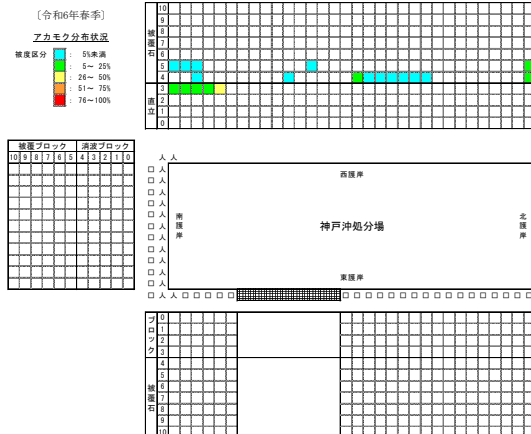 〔令和6年春季〕
アカモク分布状況
被度区分
： 5%未満
： 5～ 25%
： 26～ 50%
： 51～ 75%
： 76～100%
被覆石
10
9
8
7
6
5
4
直立
3
2
1
0
被覆ブロック 消波ブロック
10 9 8 7 6 5 4 3 2 1 0
西護岸
南護岸
神戸沖処分場
北護岸
東護岸
ブロック
0
1
2
3
被覆石
4
5
6
7
8
9
10